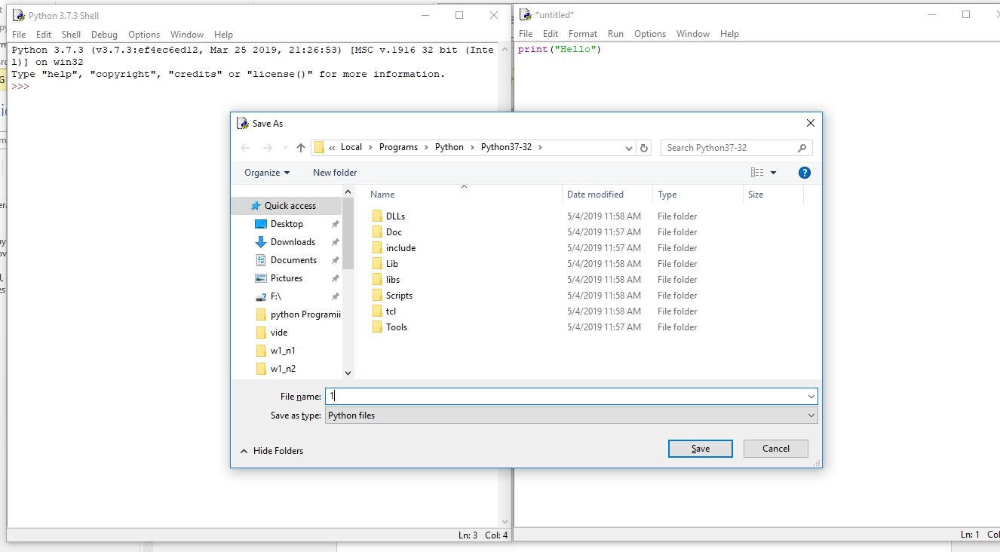 Python 3.7.3 Shell
File Edit Shell Debug Options Window Help
Python 3.7.3 (v3.7.3:ef4ec6ed12, Mar 25 2019, 21:26:53) [MSC v.1916 32 bit (Inte
l)] on win32
Type "help", "copyright", "credits" or "license()" for more information.
>>>
Ln: 3 Col: 4
*untitled*
File Edit Format Run Options Window Help
print("Hello")
Ln: 1 Col
Save As
« Local > Programs > Python > Python37-32 >
Search Python37-32
Organize
New folder
?
Quick access
Desktop
Downloads
Documents
Pictures
F:\
python Programii
vide
w1_n1
w1_n2
Name Date modified Type Size
DLLs 5/4/2019 11:58 AM File folder
Doc 5/4/2019 11:57 AM File folder
include 5/4/2019 11:57 AM File folder
Lib 5/4/2019 11:58 AM File folder
libs 5/4/2019 11:58 AM File folder
Scripts 5/4/2019 11:58 AM File folder
tcl 5/4/2019 11:58 AM File folder
Tools 5/4/2019 11:57 AM File folder
File name: 1
Save as type: Python files
Hide Folders
Save
Cancel